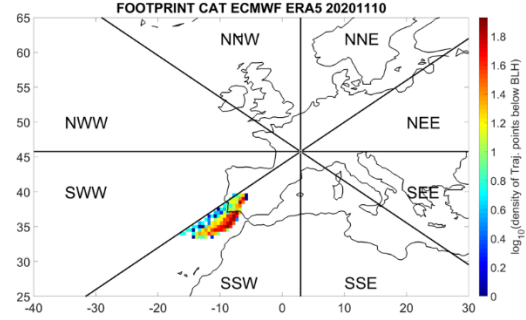 FOOTPRINT CAT ECMWF ERA5 20201110
65
60
55
50
45
40
35
30
25
-40
-30
-20
-10
0
10
20
30
NNW
NNE
NWW
NEE
SWW
SEE
SSW
SSE
1.8
1.6
1.4
1.2
1
0.8
0.6
0.4
0.2
0
log10(density of Traj, points below BLH)